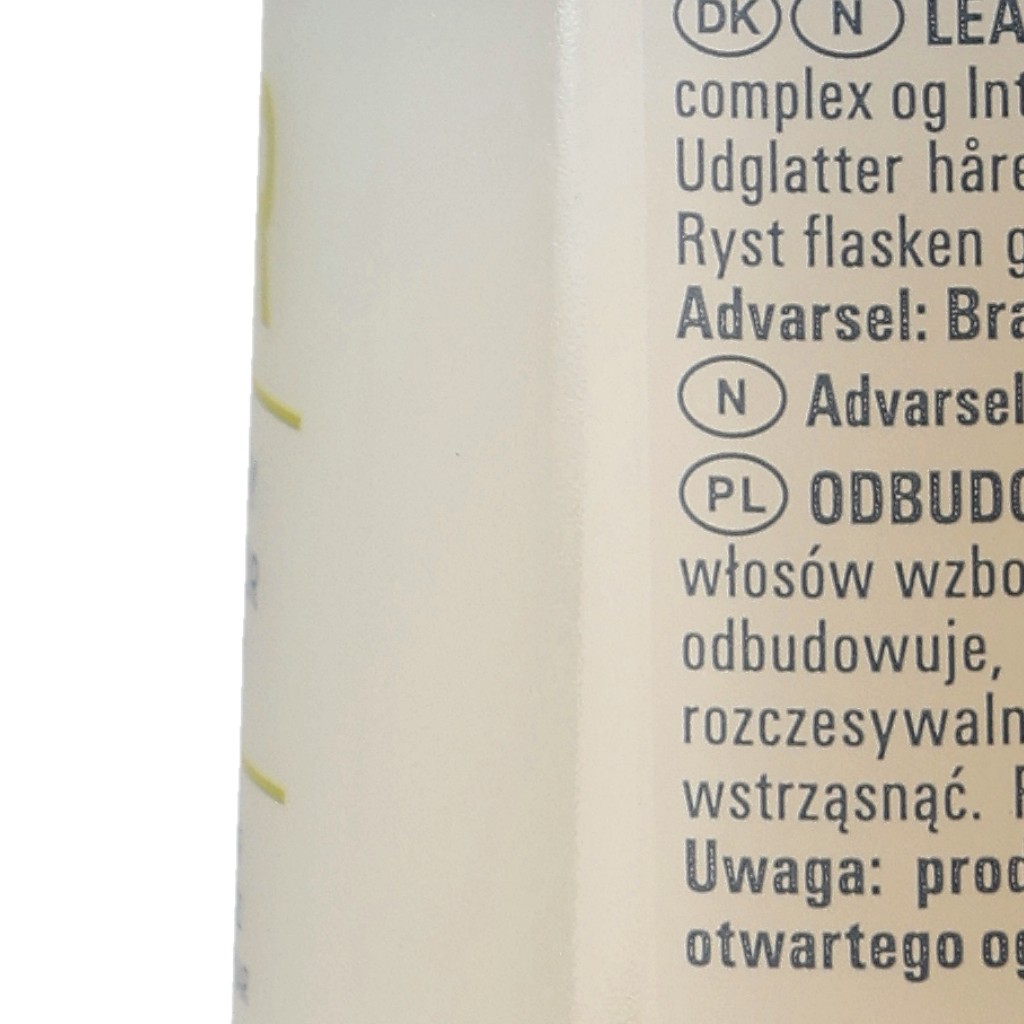 DK N LEA
complex og Int
Udglatter håre
Ryst flasken g
Advarsel: Bra
N Advarsel
PL ODBUDO
włosów wzbo
odbudowuje,
rozczesywaln
wstrząsnąć.
Uwaga: prod
otwartego og